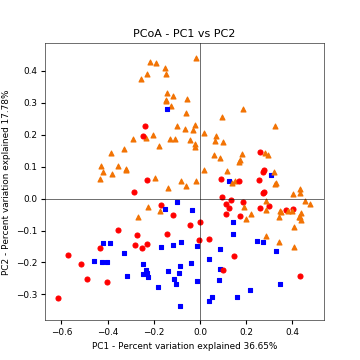 PCoA - PC1 vs PC2
PC2 - Percent variation explained 17.78%
0.4
0.3
0.2
0.1
0.0
−0.1
−0.2
−0.3
−0.6 −0.4 −0.2 0.0 0.2 0.4
PC1 - Percent variation explained 36.65%